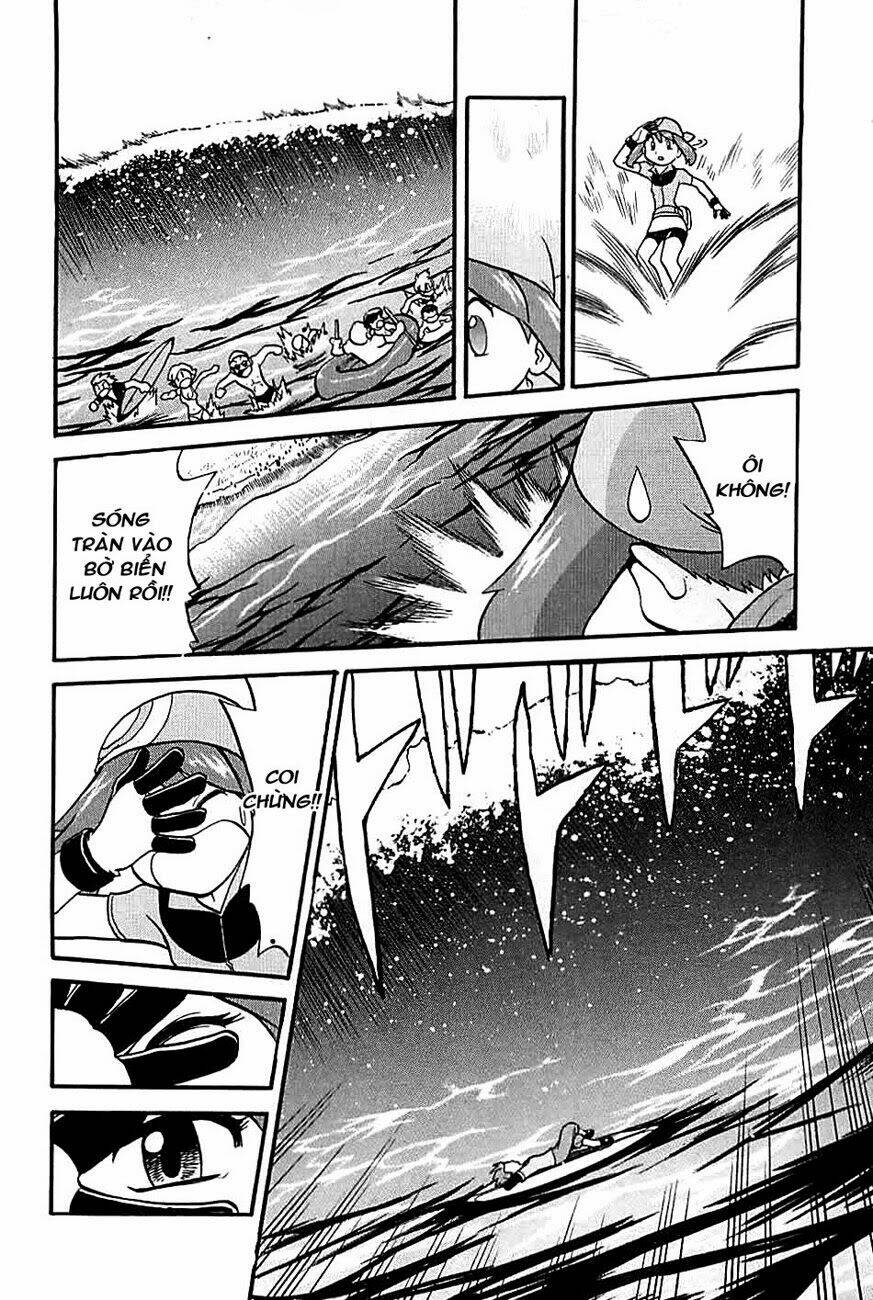 ÔI
KHÔNG!
SÓNG
TRÀN VÀO
BỜ BIỂN
LUÔN RỒI!!
COI
CHỪNG!!